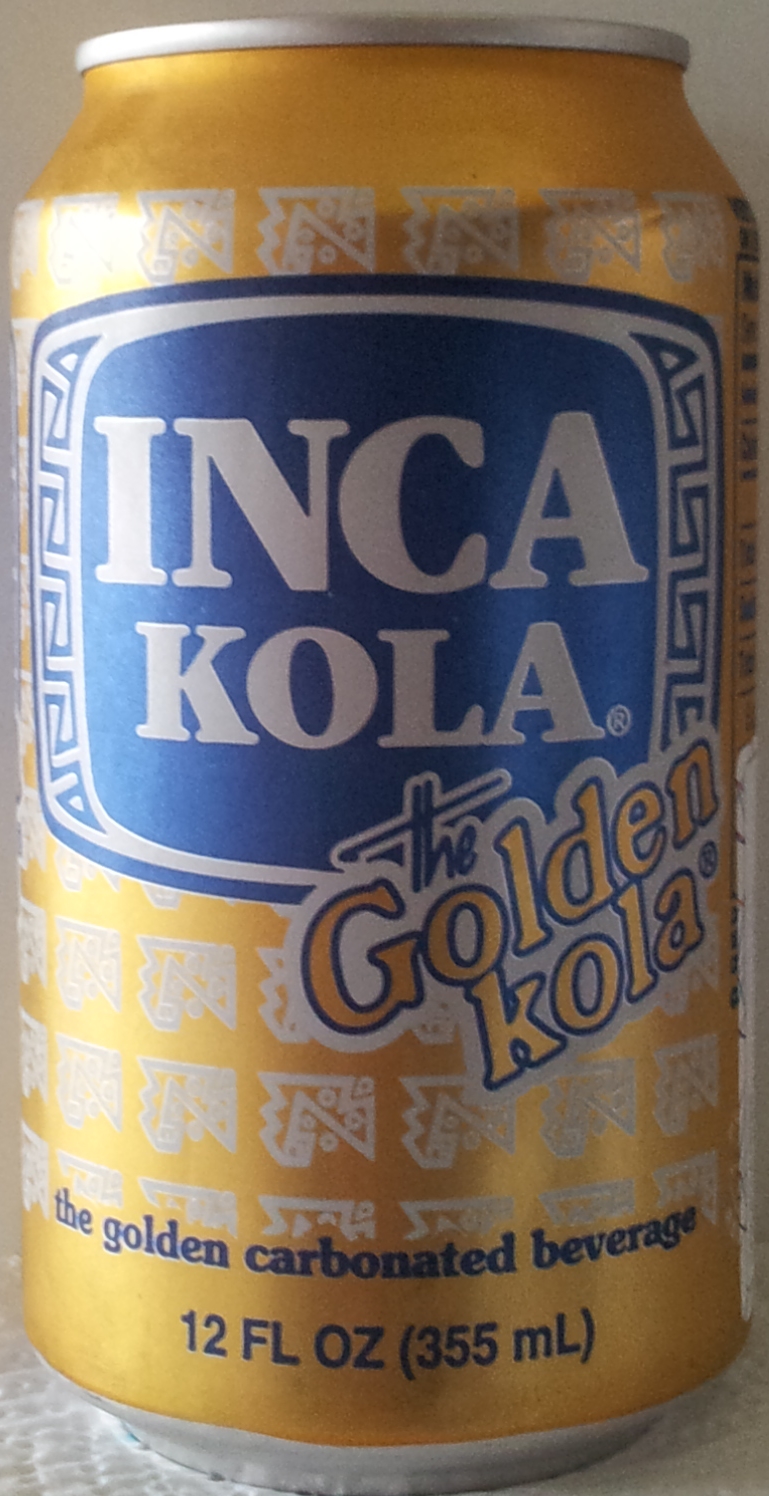 INCA
KOLA®
the
Golden
kola®
the golden carbonated beverage
12 FL OZ (355 mL)